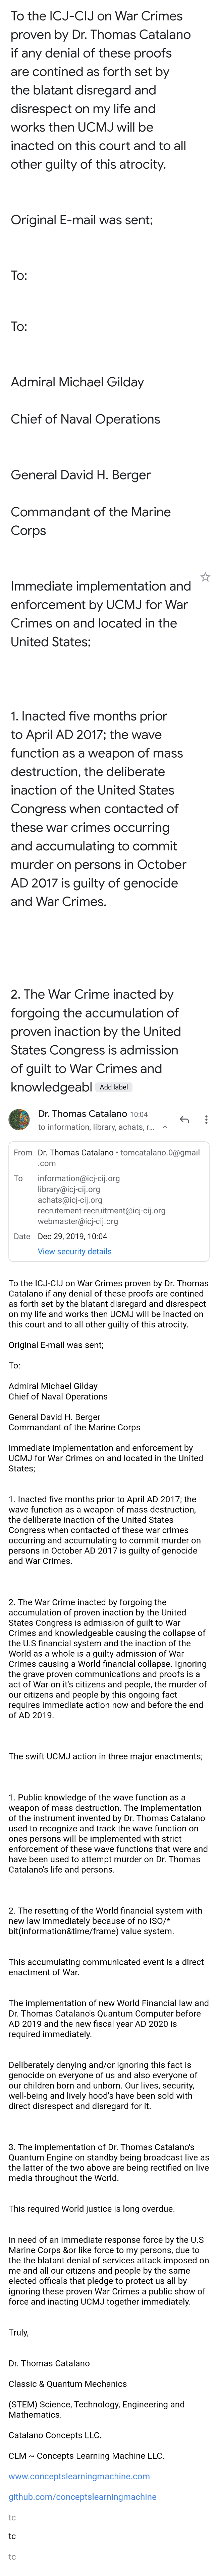 To the ICJ-CIJ on War Crimes
proven by Dr. Thomas Catalano
if any denial of these proofs
are contined as forth set by
the blatant disregard and
disrespect on my life and
works then UCMJ will be
inacted on this court and to all
other guilty of this atrocity.
Original E-mail was sent;
To:
To:
Admiral Michael Gilday
Chief of Naval Operations
General David H. Berger
Commandant of the Marine
Corps
Immediate implementation and
enforcement by UCMJ for War
Crimes on and located in the
United States;
1. Inacted five months prior
to April AD 2017; the wave
function as a weapon of mass
destruction, the deliberate
inaction of the United States
Congress when contacted of
these war crimes occurring
and accumulating to commit
murder on persons in October
AD 2017 is guilty of genocide
and War Crimes.
2. The War Crime inacted by
forgoing the accumulation of
proven inaction by the United
States Congress is admission
of guilt to War Crimes and
knowledgeabl Add label
Dr. Thomas Catalano 10:04
to information, library, achats, r...
From Dr. Thomas Catalano • tomcatalano.0@gmail
.com
To information@icj-cij.org
library@icj-cij.org
achats@icj-cij.org
recrutement-recruitment@icj-cij.org
webmaster@icj-cij.org
Date Dec 29, 2019, 10:04
View security details
To the ICJ-CIJ on War Crimes proven by Dr. Thomas
Catalano if any denial of these proofs are contined
as forth set by the blatant disregard and disrespect
on my life and works then UCMJ will be inacted on
this court and to all other guilty of this atrocity.
Original E-mail was sent;
To:
Admiral Michael Gilday
Chief of Naval Operations
General David H. Berger
Commandant of the Marine Corps
Immediate implementation and enforcement by
UCMJ for War Crimes on and located in the United
States;
1. Inacted five months prior to April AD 2017; the
wave function as a weapon of mass destruction,
the deliberate inaction of the United States
Congress when contacted of these war crimes
occurring and accumulating to commit murder on
persons in October AD 2017 is guilty of genocide
and War Crimes.
2. The War Crime inacted by forgoing the
accumulation of proven inaction by the United
States Congress is admission of guilt to War
Crimes and knowledgeable causing the collapse of
the U.S financial system and the inaction of the
World as a whole is a guilty admission of War
Crimes causing a World financial collapse. Ignoring
the grave proven communications and proofs is a
act of War on it's citizens and people, the murder of
our citizens and people by this ongoing fact
requires immediate action now and before the end
of AD 2019.
The swift UCMJ action in three major enactments;
1. Public knowledge of the wave function as a
weapon of mass destruction. The implementation
of the instrument invented by Dr. Thomas Catalano
used to recognize and track the wave function on
ones persons will be implemented with strict
enforcement of these wave functions that were and
have been used to attempt murder on Dr. Thomas
Catalano's life and persons.
2. The resetting of the World financial system with
new law immediately because of no ISO/*
bit(information&time/frame) value system.
This accumulating communicated event is a direct
enactment of War.
The implementation of new World Financial law and
Dr. Thomas Catalano's Quantum Computer before
AD 2019 and the new fiscal year AD 2020 is
required immediately.
Deliberately denying and/or ignoring this fact is
genocide on everyone of us and also everyone of
our children born and unborn. Our lives, security,
well-being and lively hood's have been sold with
direct disrespect and disregard for it.
3. The implementation of Dr. Thomas Catalano's
Quantum Engine on standby being broadcast live as
the latter of the two above are being rectified on live
media throughout the World.
This required World justice is long overdue.
In need of an immediate response force by the U.S
Marine Corps &or like force to my persons, due to
the the blatant denial of services attack imposed on
me and all our citizens and people by the same
elected officals that pledge to protect us all by
ignoring these proven War Crimes a public show of
force and inacting UCMJ together immediately.
Truly,
Dr. Thomas Catalano
Classic & Quantum Mechanics
(STEM) Science, Technology, Engineering and
Mathematics.
Catalano Concepts LLC.
CLM ~ Concepts Learning Machine LLC.
www.conceptslearningmachine.com
github.com/conceptslearningmachine
tc
tc
tc